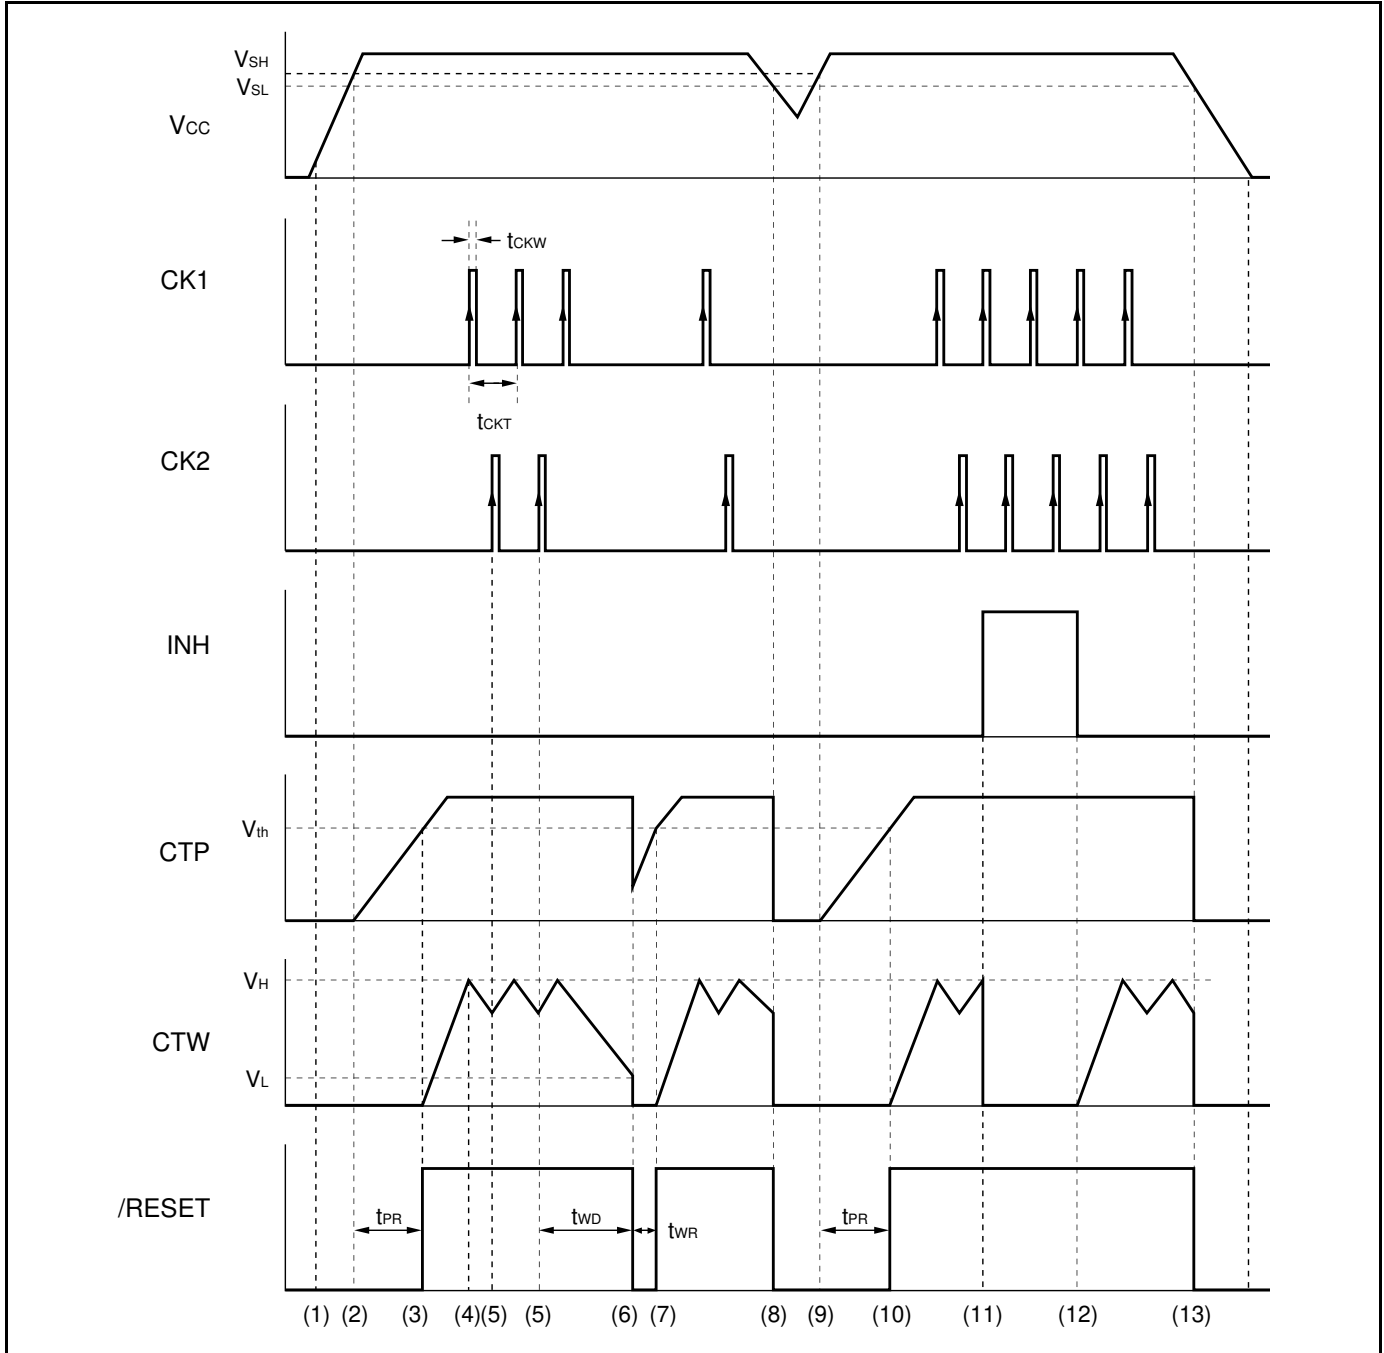 VSH
VSL
VCC
tCKW
CK1
tCKT
CK2
INH
Vth
CTP
VH
CTW
VL
/RESET
tPR tWD tWR tPR
(1) (2) (3) (4)(5) (5) (6) (7) (8) (9) (10) (11) (12) (13)